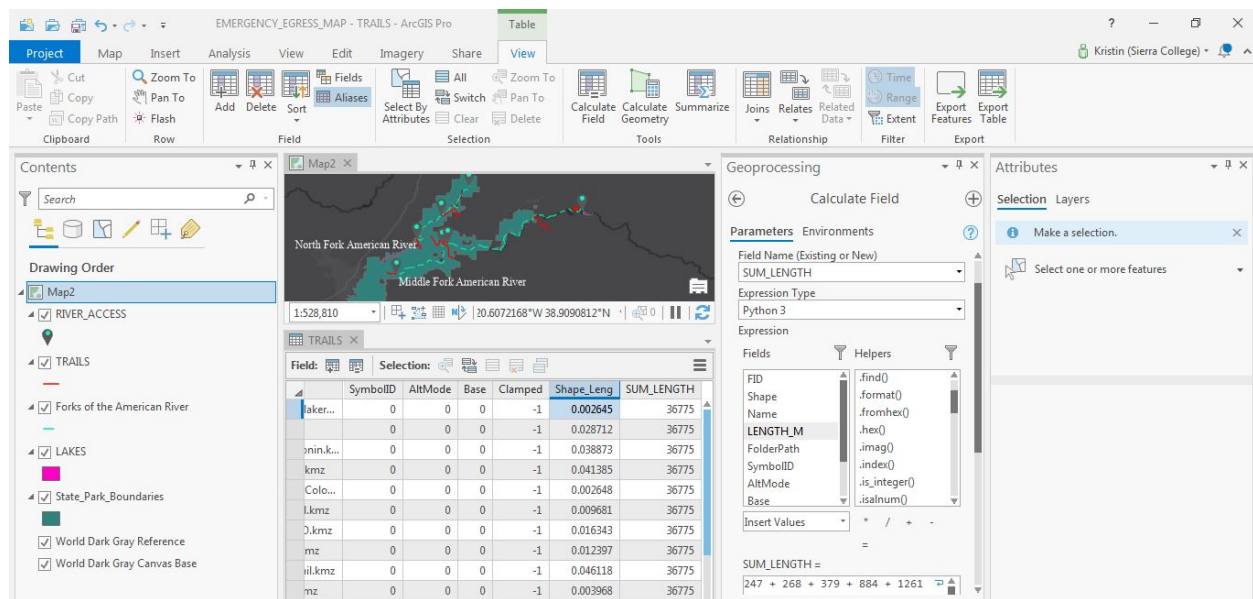 EMERGENCY_EGRESS_MAP - TRAILS - ArcGIS Pro
Table
?
Project Map Insert Analysis View Edit Imagery Share View
Kristin (Sierra College)
Paste
Cut
Copy
Copy Path
Clipboard
Zoom To
Pan To
Flash
Row
Add
Delete
Sort
Fields
Aliases
Field
Select By
Attributes
All
Switch
Clear
Zoom To
Pan To
Delete
Selection
Calculate
Field
Calculate
Geometry
Summarize
Tools
Joins
Relates
Related
Data
Relationship
Time
Range
Extent
Filter
Export
Features
Export
Table
Export
Contents
Search
Drawing Order
Map2
RIVER_ACCESS
TRAILS
Forks of the American River
LAKES
State_Park_Boundaries
World Dark Gray Reference
World Dark Gray Canvas Base
Map2
North Fork American River
Middle Fork American River
1:528,810
20.6072168°W 38.9090812°N
0
TRAILS
Field:
Selection:
SymbolID AltMode Base Clamped Shape_Leng SUM_LENGTH
laker... 0 0 -1 0.002645 36775
0 0 -1 0.028712 36775
onin.k... 0 0 -1 0.038873 36775
kmz 0 0 -1 0.041385 36775
Colo... 0 0 -1 0.002648 36775
l.kmz 0 0 -1 0.009681 36775
D.kmz 0 0 -1 0.016343 36775
mz 0 0 -1 0.012397 36775
ail.kmz 0 0 -1 0.046118 36775
mz 0 0 -1 0.003968 36775
Geoprocessing
Calculate Field
Parameters Environments
?
Field Name (Existing or New)
SUM_LENGTH
Expression Type
Python 3
Expression
Fields
FID
Shape
Name
LENGTH_M
FolderPath
SymbolID
AltMode
Base
Helpers
.find()
.format()
.fromhex()
.hex()
.imag()
.index()
.is_integer()
.isalnum()
Insert Values
* / + -
=
SUM_LENGTH =
247 + 268 + 379 + 884 + 1261
Attributes
Selection Layers
Make a selection.
Select one or more features